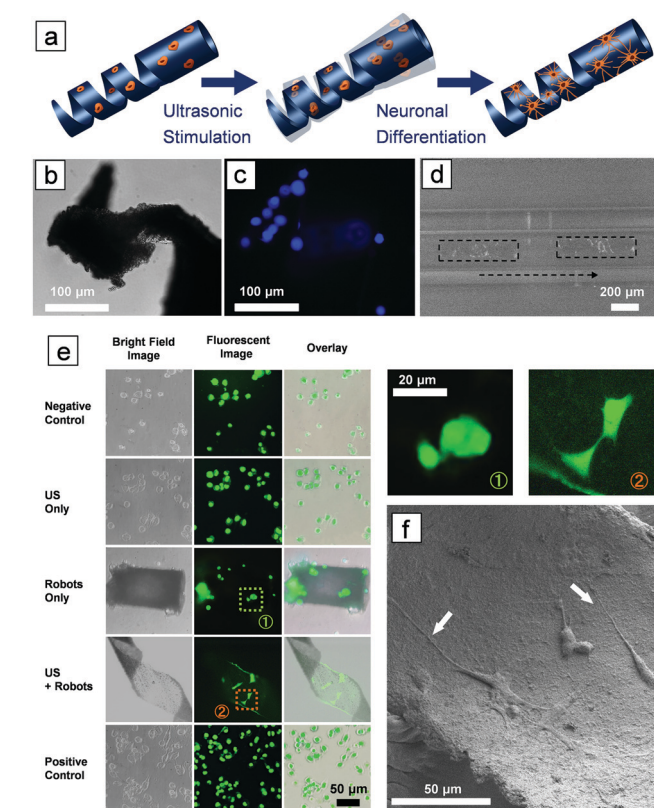 a
Ultrasonic
Stimulation
Neuronal
Differentiation
b
100 µm
c
100 µm
d
200 µm
e
Bright Field
Image
Fluorescent
Image
Overlay
Negative
Control
US
Only
Robots
Only
①
US
+ Robots
②
Positive
Control
50 µm
20 µm
①
②
f
50 µm